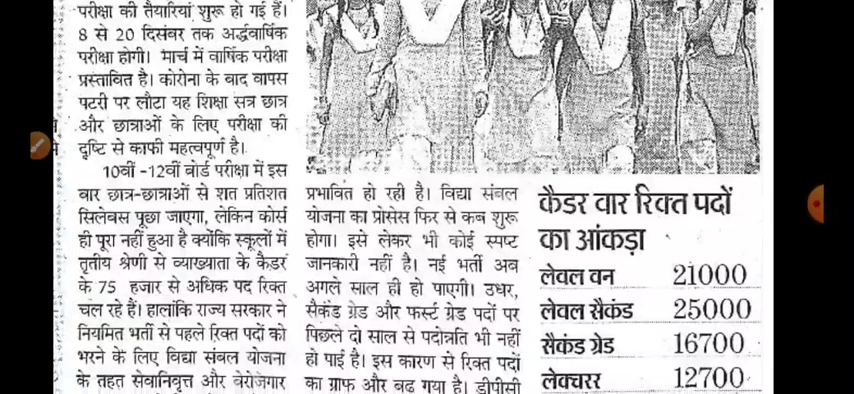 परीक्षा की तैयारियां शुरू हो गई हैं।
8 से 20 दिसंबर तक अर्द्धवार्षिक
परीक्षा होगी। मार्च में वार्षिक परीक्षा
प्रस्तावित है। कोरोना के बाद वापस
पटरी पर लौटा यह शिक्षा सत्र छात्र
और छात्राओं के लिए परीक्षा की
दृष्टि से काफी महत्वपूर्ण है।
10वीं -12वीं बोर्ड परीक्षा में इस
वार छात्र-छात्राओं से शत प्रतिशत
सिलेबस पूछा जाएगा, लेकिन कोर्स
ही पूरा नहीं हुआ है क्योंकि स्कूलों में
तृतीय श्रेणी से व्याख्याता के कैडर
के 75 हजार से अधिक पद रिक्त
चल रहे हैं। हालांकि राज्य सरकार ने
नियमित भर्ती से पहले रिक्त पदों को
भरने के लिए विद्या संबल योजना
के तहत सेवानिवृत्त और बेरोजगार
प्रभावित हो रही है। विद्या संबल
योजना का प्रोसेस फिर से कब शुरू
होगा। इसे लेकर भी कोई स्पष्ट
जानकारी नहीं है। नई भर्ती अब
अगले साल ही हो पाएगी। उधर,
सैकंड ग्रेड और फर्स्ट ग्रेड पदों पर
पिछले दो साल से पदोन्नति भी नहीं
हो पाई है। इस कारण से रिक्त पदों
का ग्राफ और बढ गया है। डीपीसी
कैडर वार रिक्त पदों
का आंकड़ा
लेवल वन 21000
लेवल सैकंड 25000
सैकंड ग्रेड 16700
लेक्चरर 12700